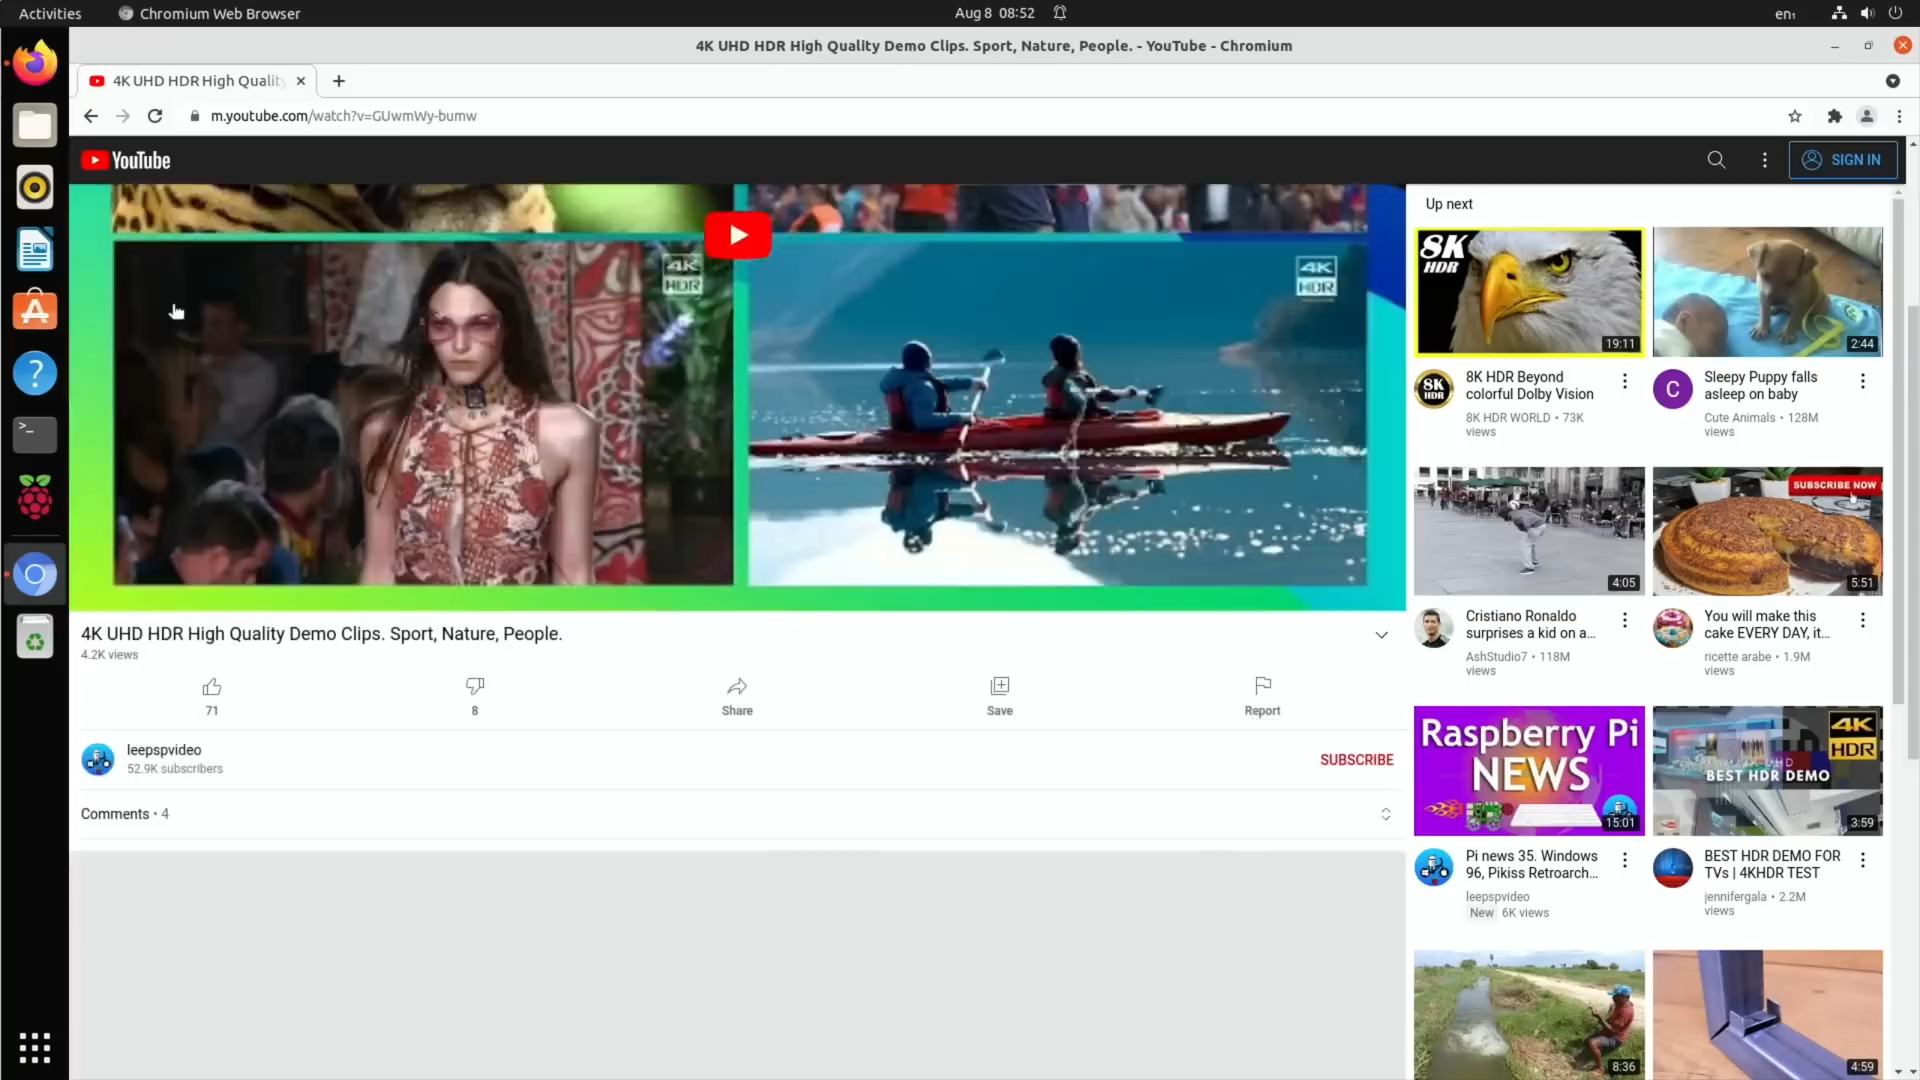 Activities
Chromium Web Browser
Aug 8 08:52
en₁
4K UHD HDR High Quality Demo Clips. Sport, Nature, People. - YouTube - Chromium
4K UHD HDR High Quality
m.youtube.com/watch?v=GUwmWy-bumw
YouTube
SIGN IN
4K
HDR
4K
HDR
4K UHD HDR High Quality Demo Clips. Sport, Nature, People.
4.2K views
71
8
Share
Save
Report
leepspvideo
52.9K subscribers
SUBSCRIBE
Comments • 4
Up next
8K
HDR
19:11
2:44
8K
HDR
8K HDR Beyond
colorful Dolby Vision
8K HDR WORLD • 73K
views
C
Sleepy Puppy falls
asleep on baby
Cute Animals • 128M
views
4:05
SUBSCRIBE NOW
5:51
Cristiano Ronaldo
surprises a kid on a...
AshStudio7 • 118M
views
You will make this
cake EVERY DAY, it...
ricette arabe • 1.9M
views
Raspberry Pi
NEWS
15:01
4K
HDR
BEST HDR DEMO
3:59
Pi news 35. Windows
96, Pikiss Retroarch...
leepspvideo
New 6K views
BEST HDR DEMO FOR
TVs | 4KHDR TEST
jennifergala • 2.2M
views
8:36
4:59